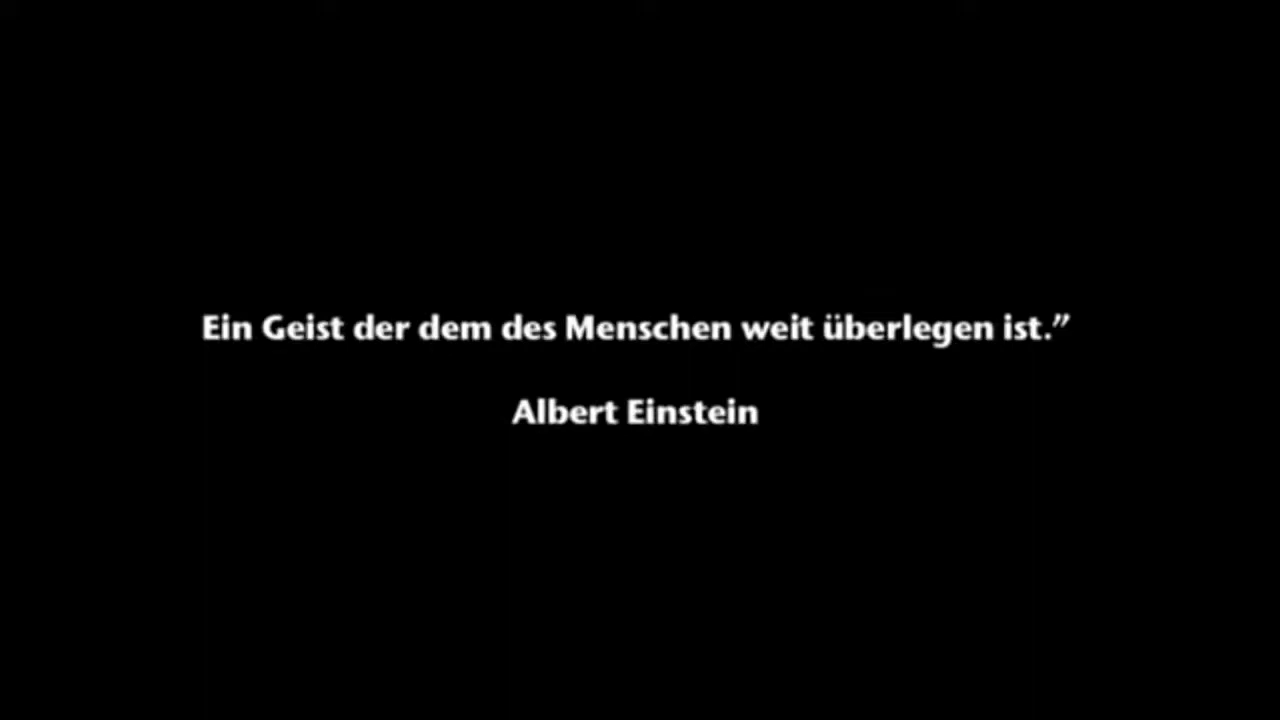 Ein Geist der dem des Menschen weit überlegen ist.”
Albert Einstein